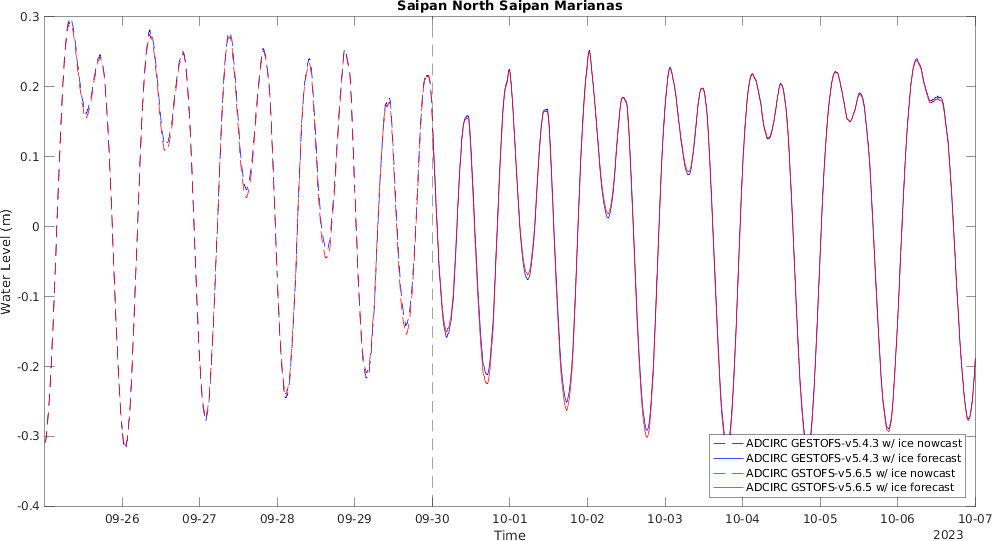 Saipan North Saipan Marianas
0.3
0.2
0.1
0
-0.1
-0.2
-0.3
-0.4
Water Level (m)
ADCIRC GESTOFS-v5.4.3 w/ ice nowcast
ADCIRC GESTOFS-v5.4.3 w/ ice forecast
ADCIRC GSTOFS-v5.6.5 w/ ice nowcast
ADCIRC GSTOFS-v5.6.5 w/ ice forecast
09-26 09-27 09-28 09-29 09-30 10-01 10-02 10-03 10-04 10-05 10-06 10-07
Time
2023